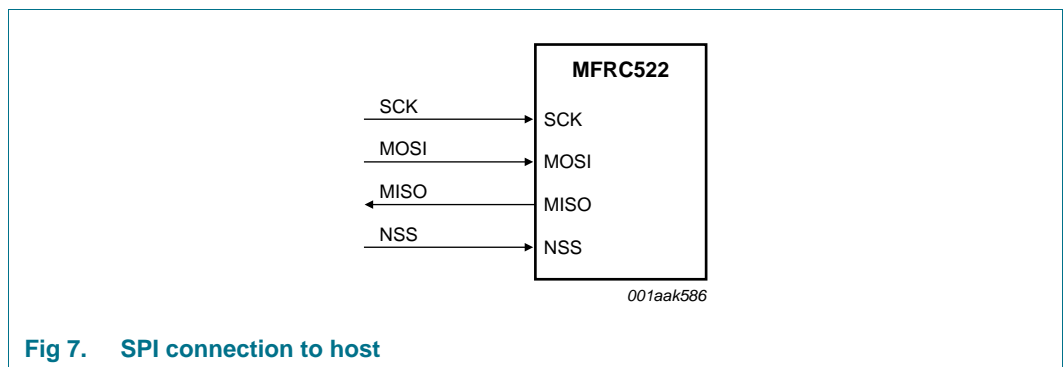 MFRC522
SCK SCK
MOSI MOSI
MISO MISO
NSS NSS
001aak586
Fig 7. SPI connection to host